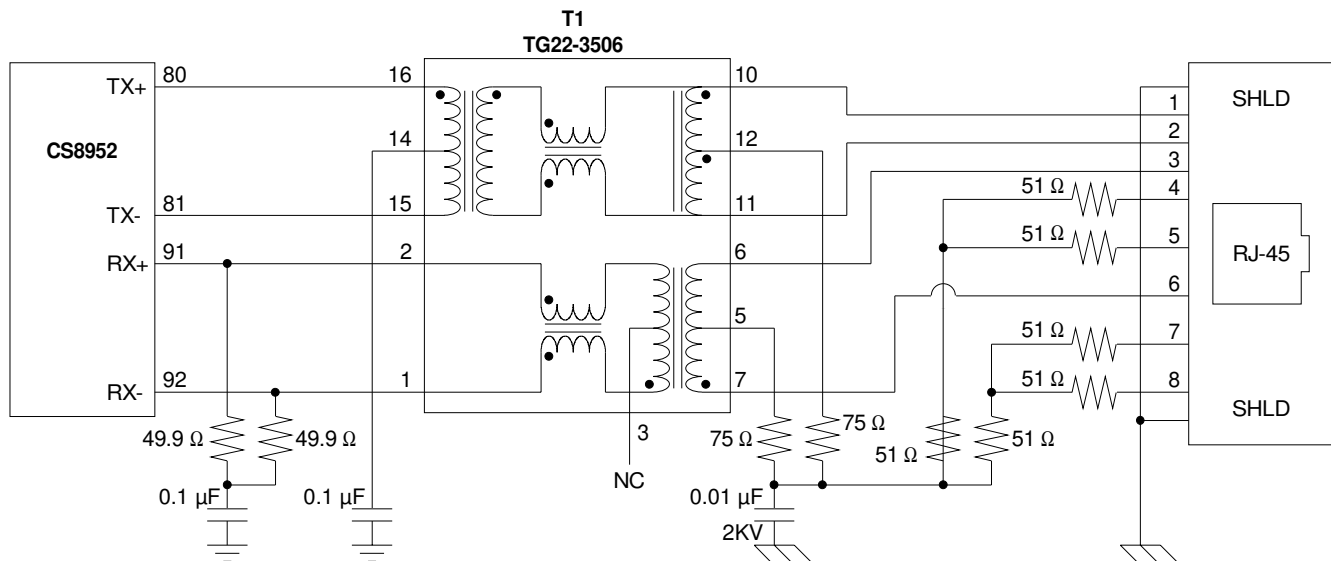 T1
TG22-3506
TX+ 80 16 10
SHLD
1
CS8952 14 12 2
3
51 Ω 4
TX- 81 15 11
51 Ω 5
RX+ 91 2 6
RJ-45
6
5
51 Ω 7
RX- 92 1 7
51 Ω 8
SHLD
49.9 Ω 49.9 Ω 3 75 Ω 75 Ω 51 Ω 51 Ω
NC
0.1 µF 0.1 µF 0.01 µF
2KV